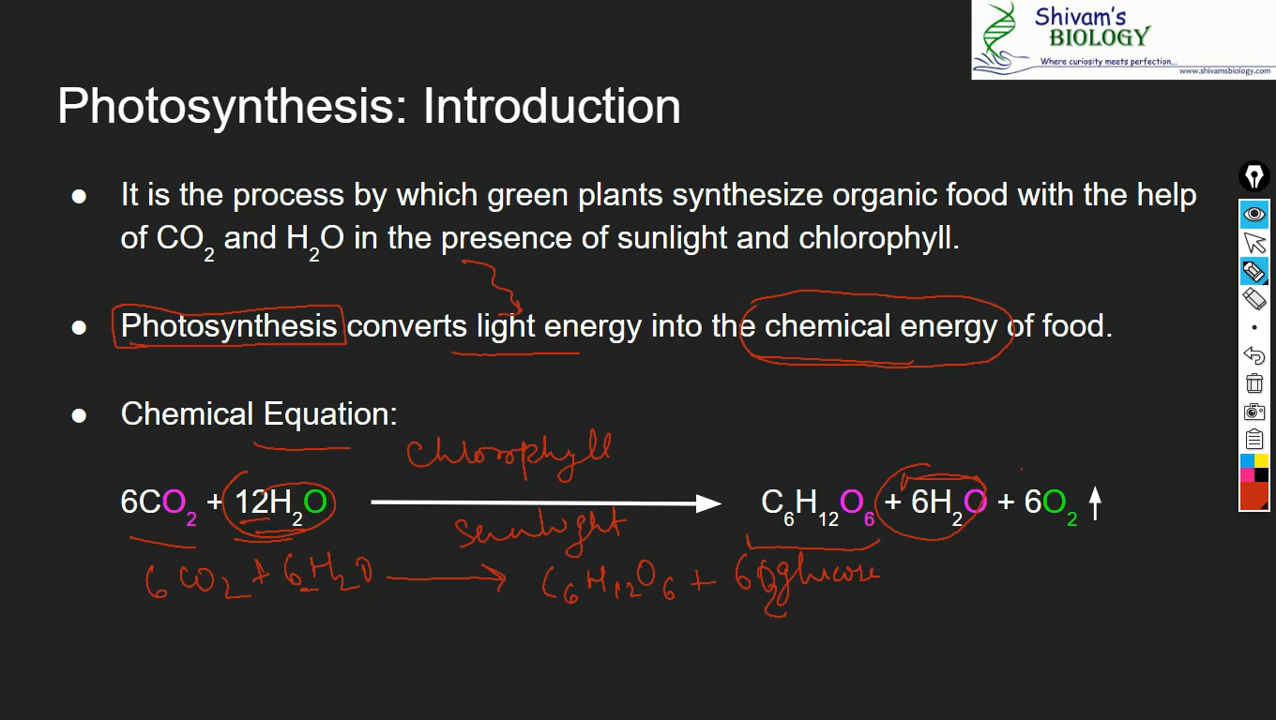 Shivam's
BIOLOGY
Where curiosity meets perfection...
www.shivamsbiology.com
Photosynthesis: Introduction
● It is the process by which green plants synthesize organic food with the help
of CO₂ and H₂O in the presence of sunlight and chlorophyll.
● Photosynthesis converts light energy into the chemical energy of food.
● Chemical Equation:
chlorophyll
6CO₂ + 12H₂O ⟶ C₆H₁₂O₆ + 6H₂O + 6O₂ ↑
Sunlight
6CO₂ + 6H₂O ⟶ C₆H₁₂O₆ + 6O₂
glucose